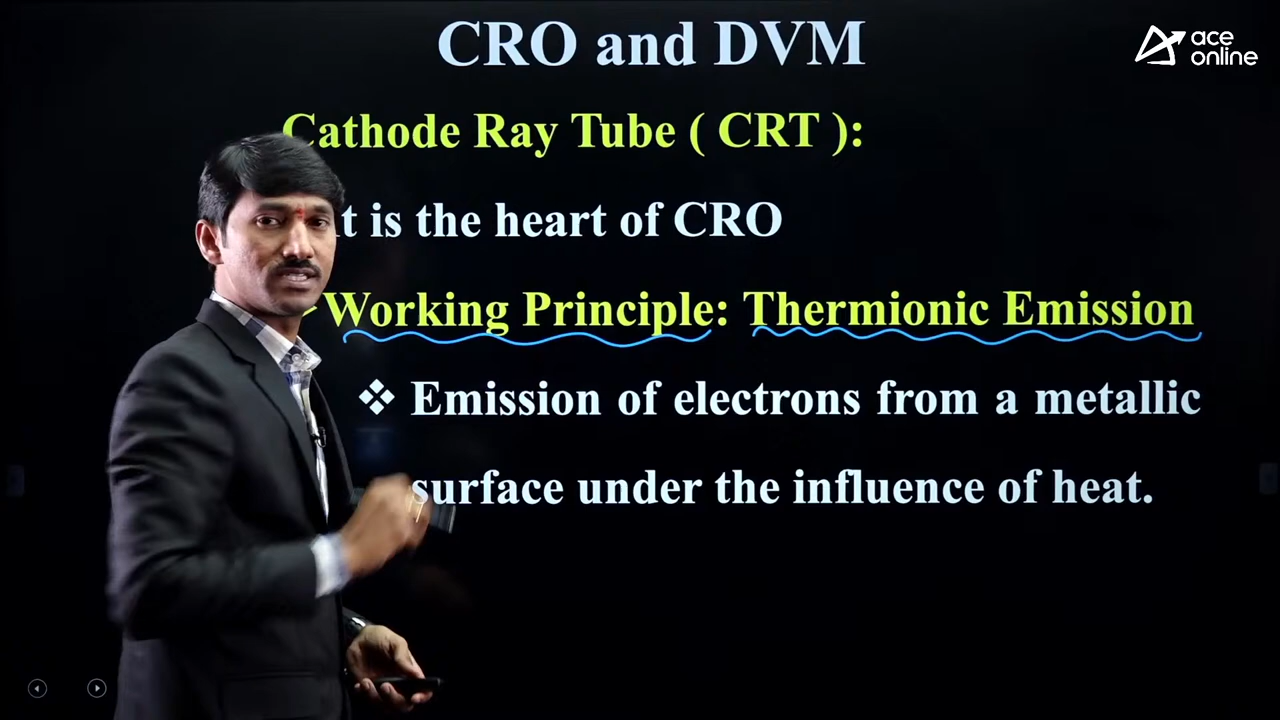 CRO and DVM
ace
online
Cathode Ray Tube ( CRT ):
t is the heart of CRO
Working Principle: Thermionic Emission
❖ Emission of electrons from a metallic
surface under the influence of heat.